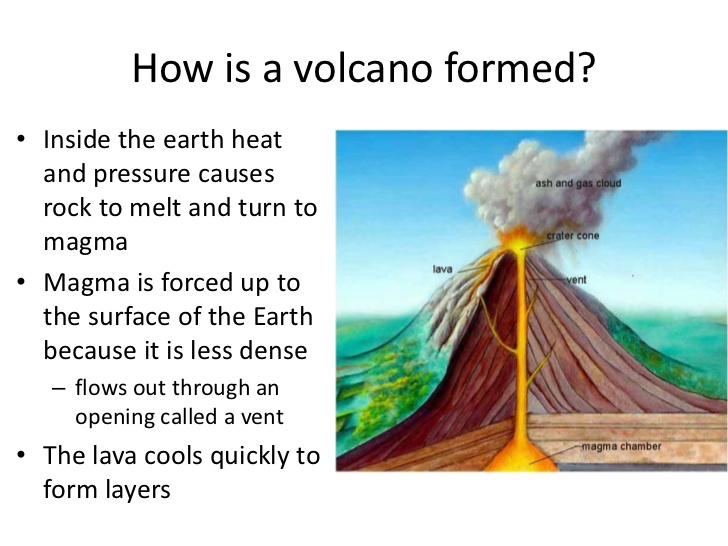 How is a volcano formed?
• Inside the earth heat
and pressure causes
rock to melt and turn to
magma
• Magma is forced up to
the surface of the Earth
because it is less dense
– flows out through an
opening called a vent
• The lava cools quickly to
form layers
ash and gas cloud
crater cone
lava
vent
magma chamber